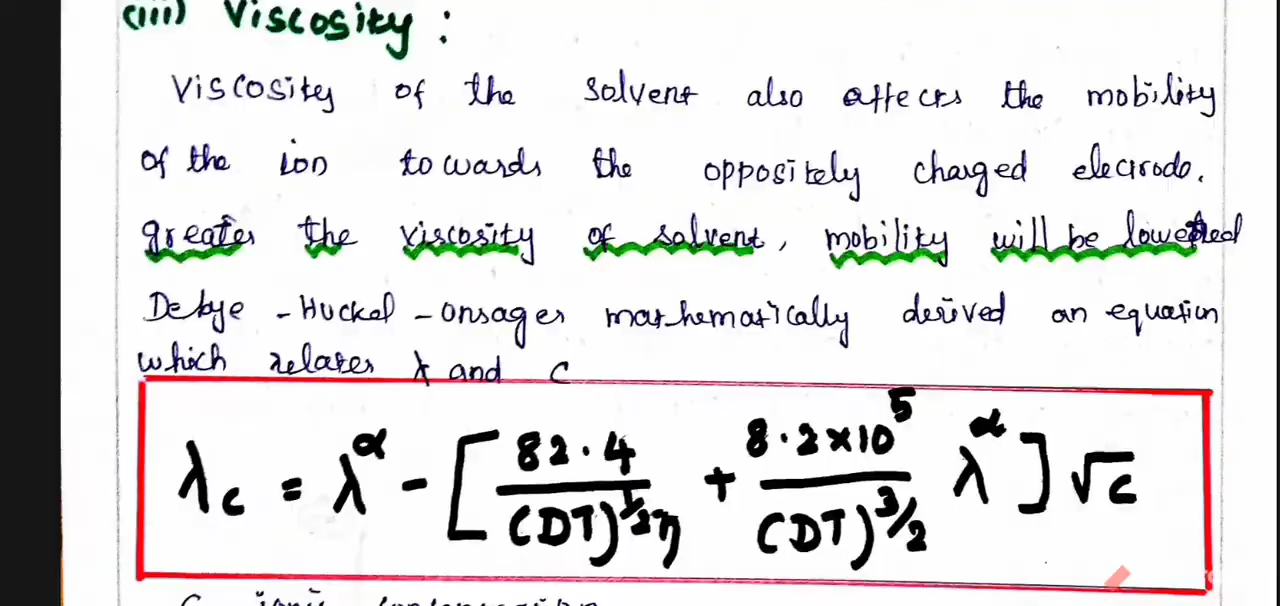 (iii) Viscosity :
Viscosity of the solvent also affects the mobility
of the ion towards the oppositely charged electrode.
greater the viscosity of solvent, mobility will be lowered
Debye - Huckel - onsager mathematically derived an equation
which relates λ and C
λc = λ^α - [ 82.4 / (DT)^1/2 η + 8.2×10^5 / (DT)^3/2 λ^α ] √c